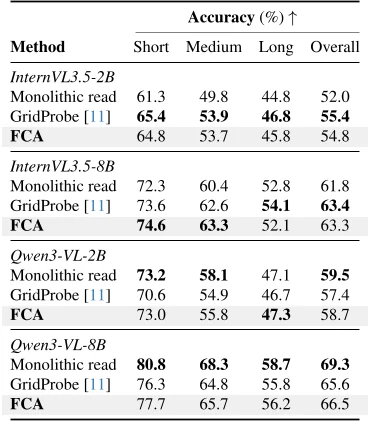 Accuracy (%) ↑
Method Short Medium Long Overall
InternVL3.5-2B
Monolithic read 61.3 49.8 44.8 52.0
GridProbe [11] 65.4 53.9 46.8 55.4
FCA 64.8 53.7 45.8 54.8
InternVL3.5-8B
Monolithic read 72.3 60.4 52.8 61.8
GridProbe [11] 73.6 62.6 54.1 63.4
FCA 74.6 63.3 52.1 63.3
Qwen3-VL-2B
Monolithic read 73.2 58.1 47.1 59.5
GridProbe [11] 70.6 54.9 46.7 57.4
FCA 73.0 55.8 47.3 58.7
Qwen3-VL-8B
Monolithic read 80.8 68.3 58.7 69.3
GridProbe [11] 76.3 64.8 55.8 65.6
FCA 77.7 65.7 56.2 66.5